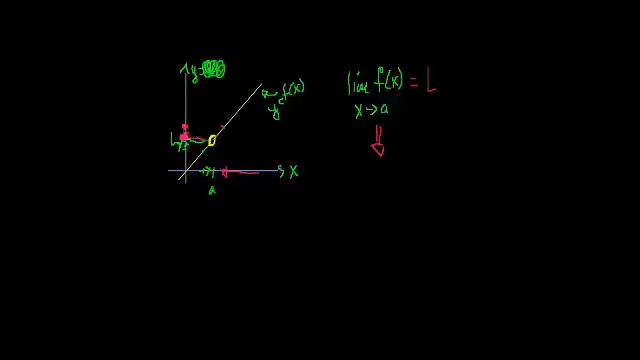 y
y = f(x)
L
x
a
lim f(x) = L
x → a